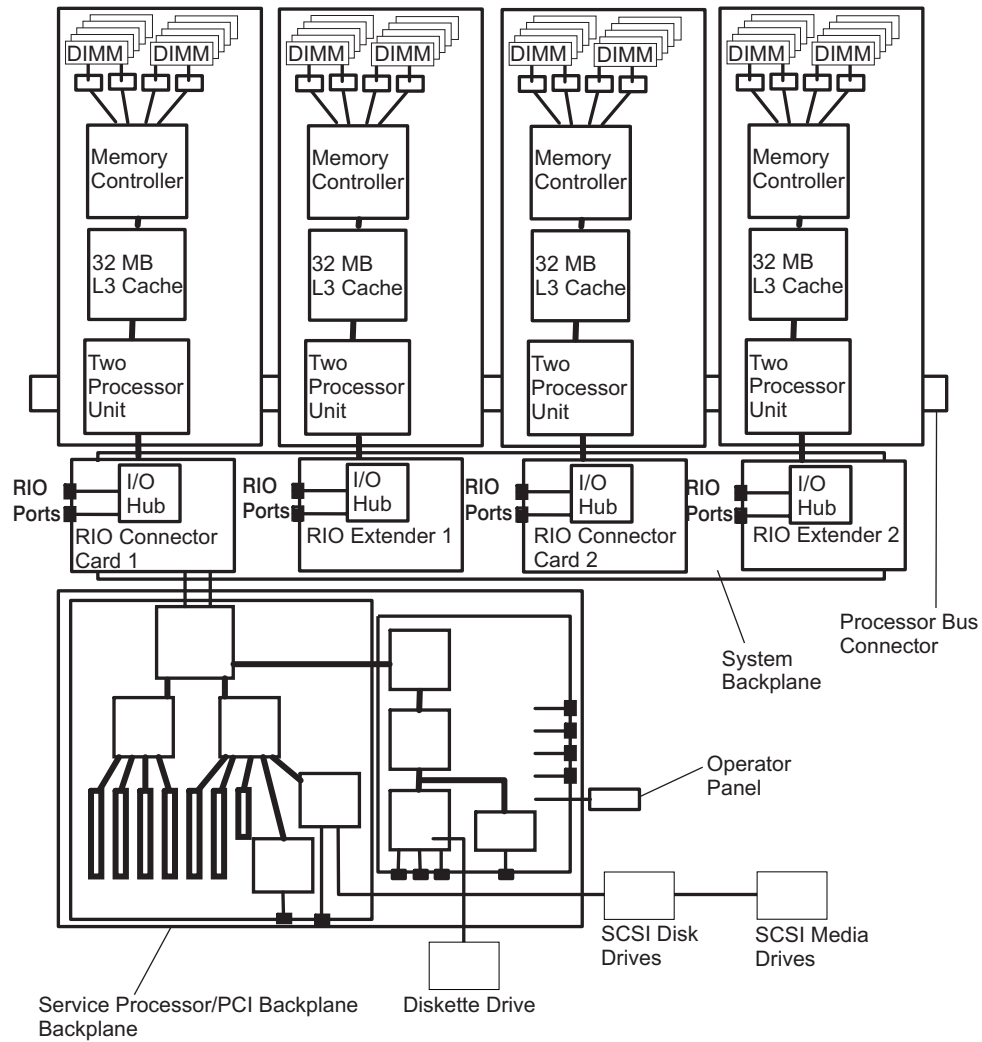 DIMM DIMM DIMM DIMM DIMM DIMM DIMM DIMM
Memory Controller
Memory Controller
Memory Controller
Memory Controller
32 MB
L3 Cache
32 MB
L3 Cache
32 MB
L3 Cache
32 MB
L3 Cache
Two
Processor
Unit
Two
Processor
Unit
Two
Processor
Unit
Two
Processor
Unit
RIO
Ports
I/O
Hub
RIO Connector
Card 1
RIO
Ports
I/O
Hub
RIO Extender 1
RIO
Ports
I/O
Hub
RIO Connector
Card 2
RIO
Ports
I/O
Hub
RIO Extender 2
Processor Bus
Connector
System
Backplane
Operator
Panel
SCSI Disk
Drives
SCSI Media
Drives
Diskette Drive
Service Processor/PCI Backplane
Backplane